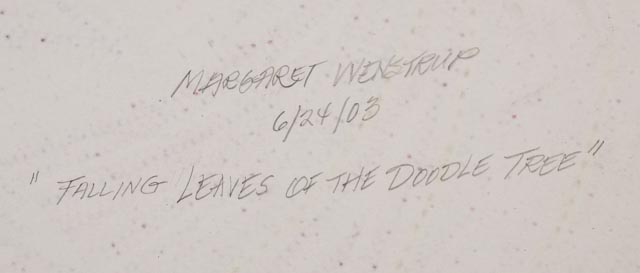 MARGARET WENSTRUP
6/24/03
"FALLING LEAVES OF THE DOODLE TREE"